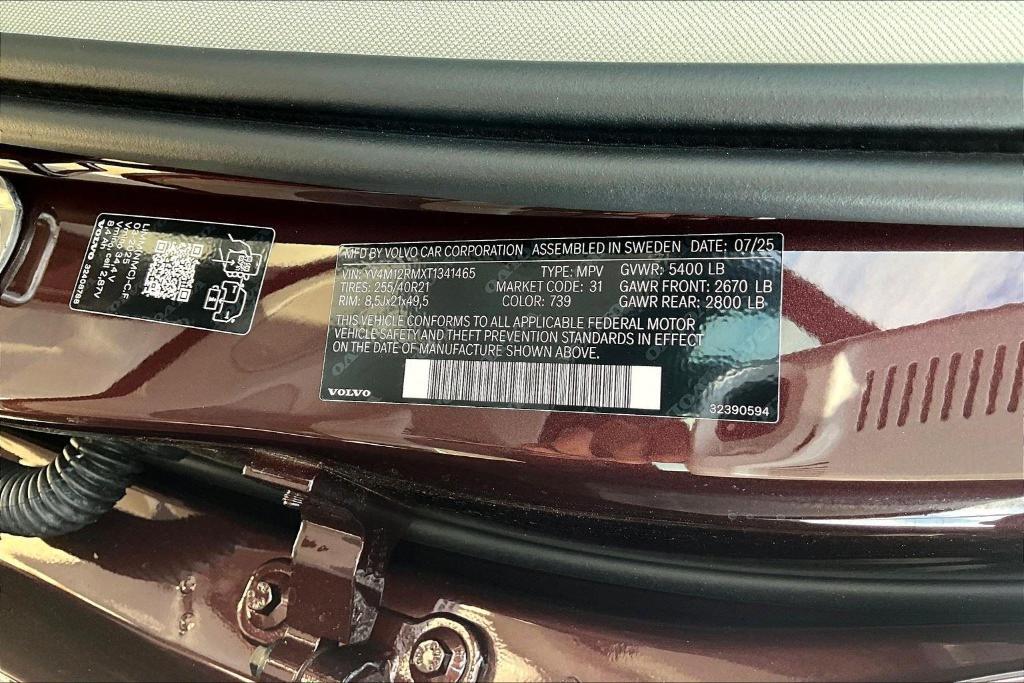 MFD BY VOLVO CAR CORPORATION ASSEMBLED IN SWEDEN DATE: 07/25
VIN: YV4M12RMXT1341465 TYPE: MPV GVWR: 5400 LB
TIRES: 255/40R21 MARKET CODE: 31 GAWR FRONT: 2670 LB
RIM: 8,5Jx21x49,5 COLOR: 739 GAWR REAR: 2800 LB
THIS VEHICLE CONFORMS TO ALL APPLICABLE FEDERAL MOTOR
VEHICLE SAFETY AND THEFT PREVENTION STANDARDS IN EFFECT
ON THE DATE OF MANUFACTURE SHOWN ABOVE.
VOLVO
32390594
VOLVO 32408788